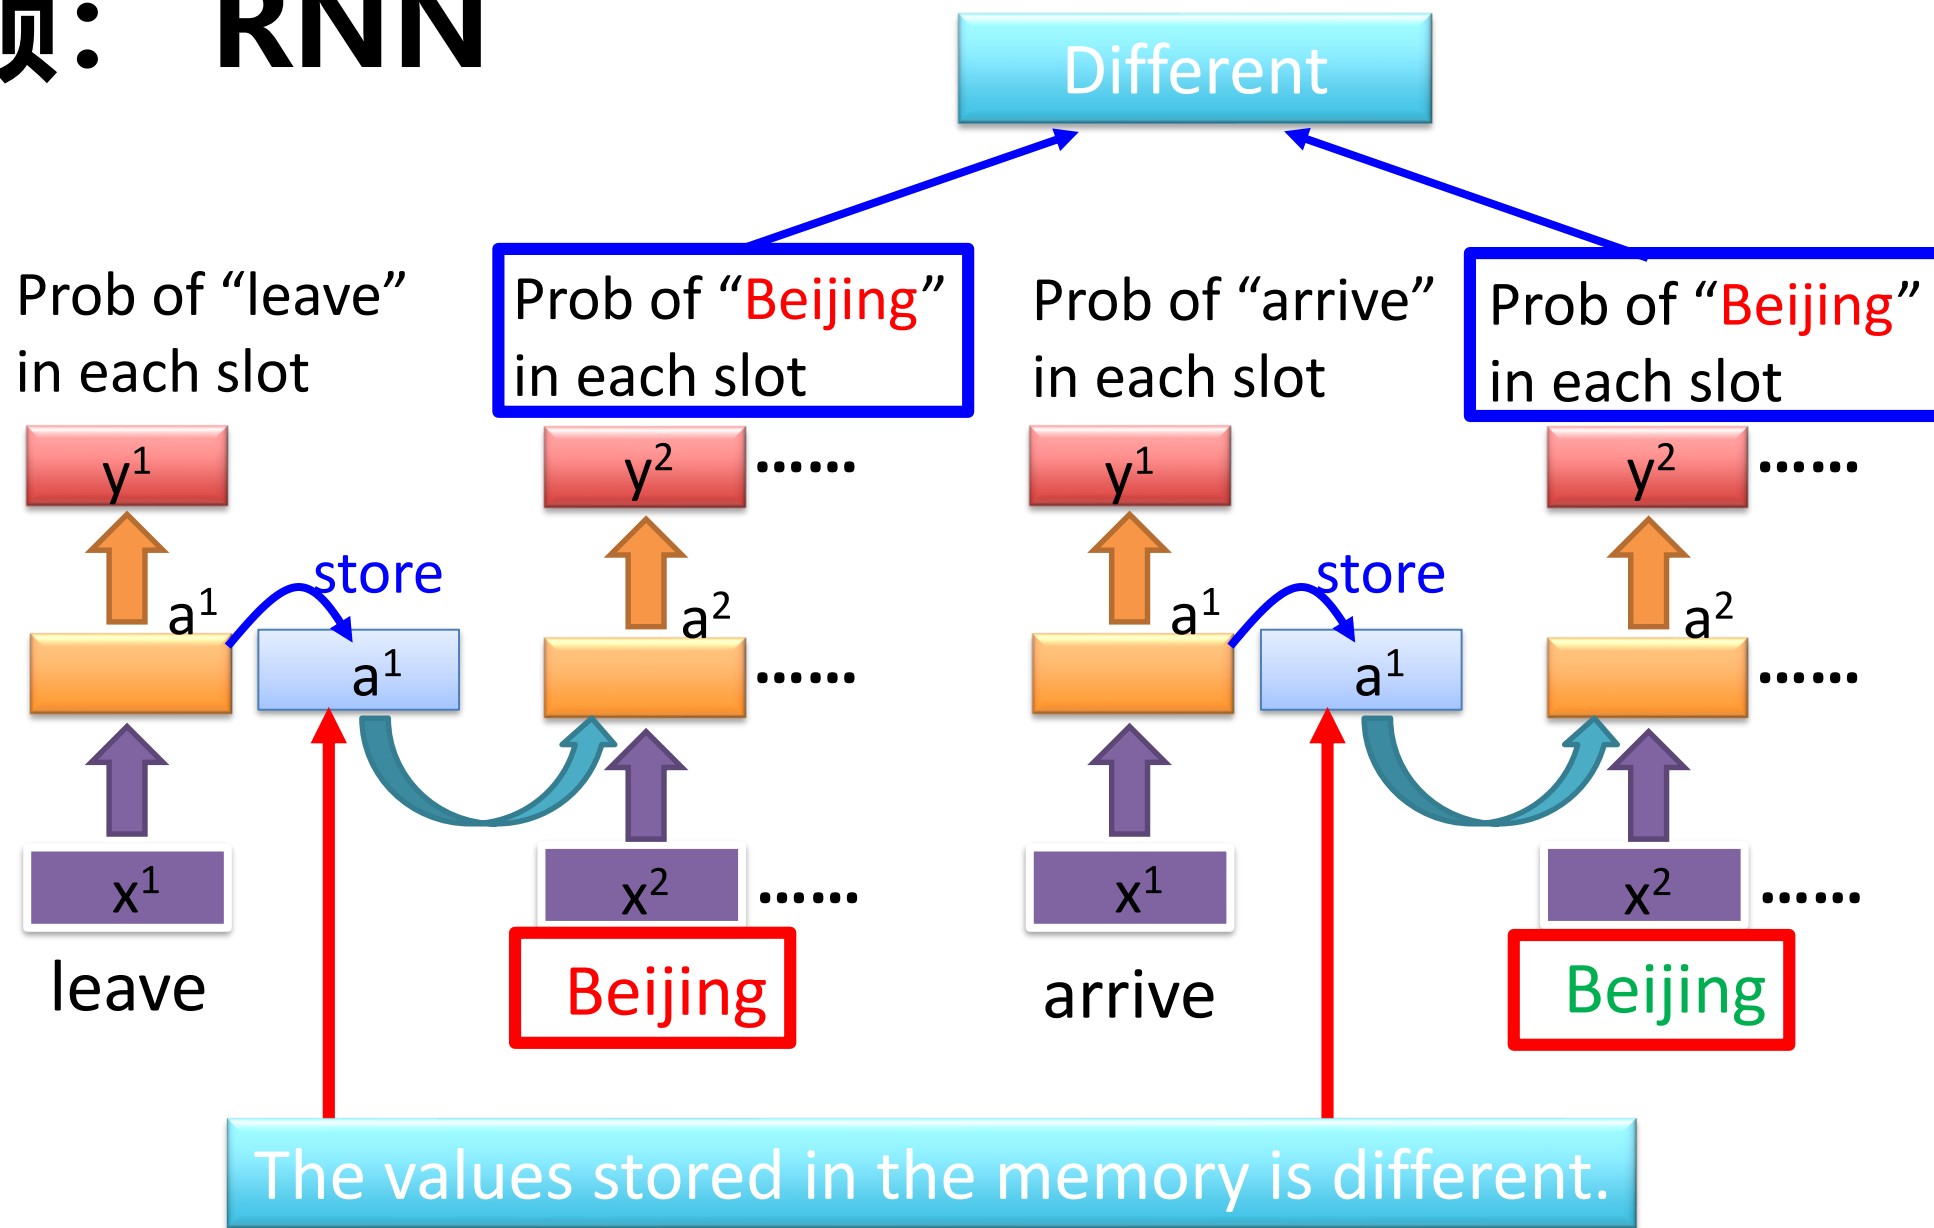 RNN
Different
Prob of “leave”
in each slot
Prob of “Beijing”
in each slot
Prob of “arrive”
in each slot
Prob of “Beijing”
in each slot
y¹
y² ……
y¹
y² ……
store
store
a¹
a²
a¹
a²
a¹
……
a¹
……
x¹
x² ……
x¹
x² ……
leave
Beijing
arrive
Beijing
The values stored in the memory is different.